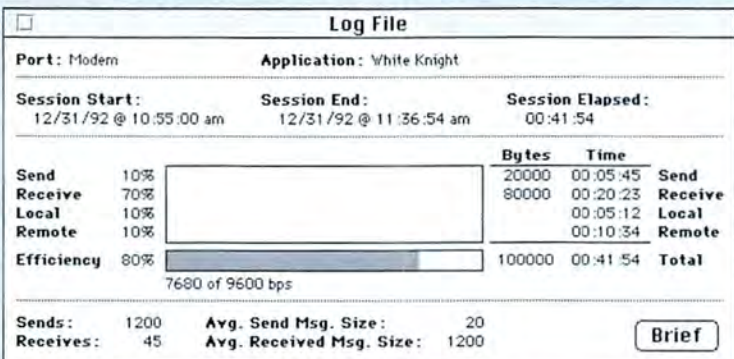 Log File
Port: Modem Application: White Knight
Session Start: Session End: Session Elapsed:
12/31/92 @ 10:55:00 am 12/31/92 @ 11:36:54 am 00:41:54
Bytes Time
Send 10% 20000 00:05:45 Send
Receive 70% 80000 00:20:23 Receive
Local 10% 00:05:12 Local
Remote 10% 00:10:34 Remote
Efficiency 80% 100000 00:41:54 Total
7680 of 9600 bps
Sends: 1200 Avg. Send Msg. Size: 20
Receives: 45 Avg. Received Msg. Size: 1200
Brief